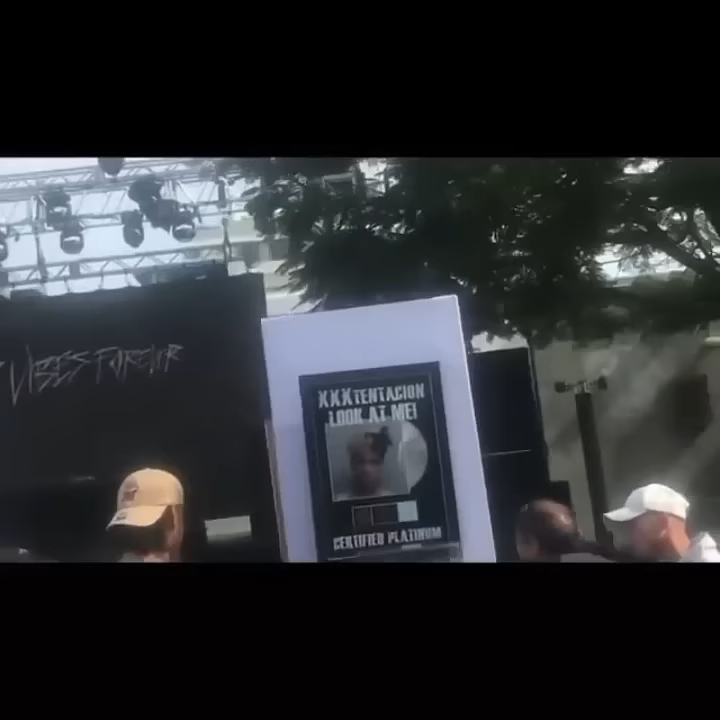 VIBES FOREVER
XXXTENTACION
LOOK AT ME!
CERTIFIED PLATINUM